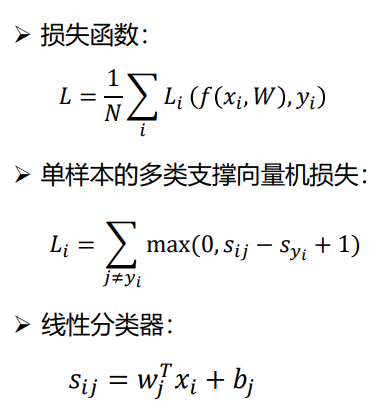 ➢ 损失函数：
L = \frac{1}{N} \sum_{i} L_i (f(x_i, W), y_i)
➢ 单样本的多类支撑向量机损失：
L_i = \sum_{j \neq y_i} \max(0, s_{ij} - s_{y_i} + 1)
➢ 线性分类器：
s_{ij} = w_j^T x_i + b_j